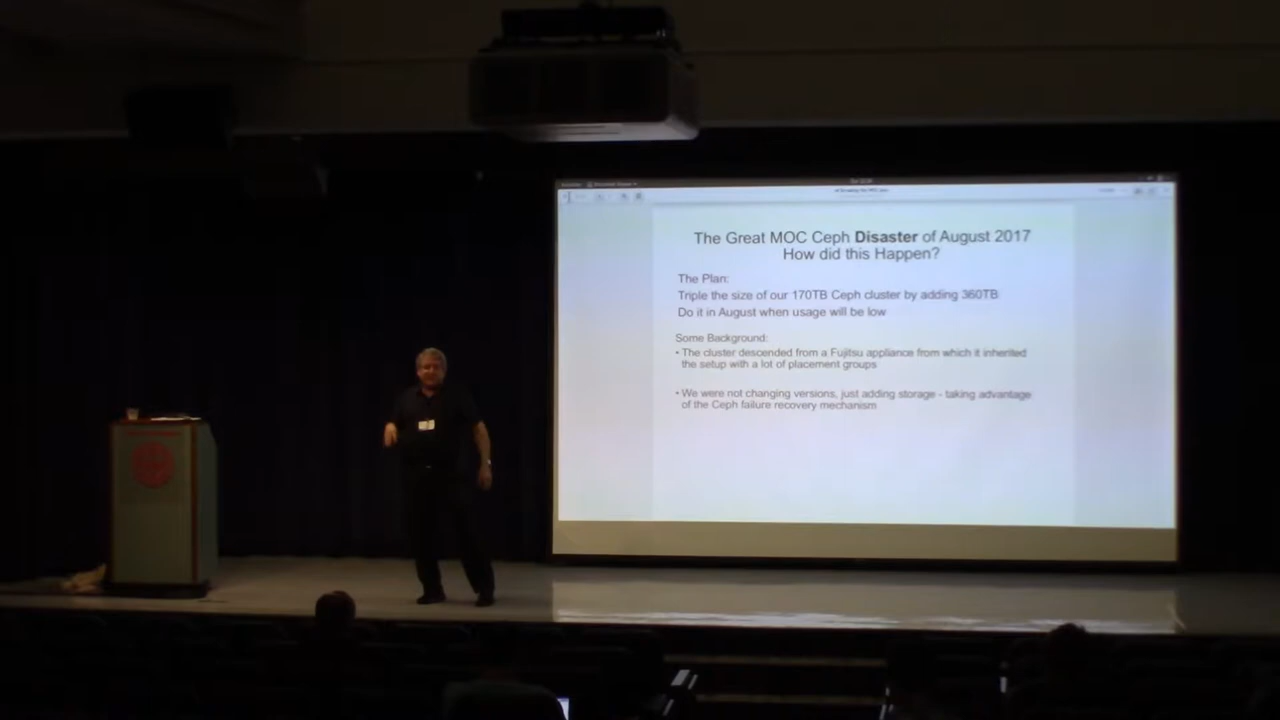 The Great MOC Ceph Disaster of August 2017
How did this Happen?
The Plan:
Triple the size of our 170TB Ceph cluster by adding 360TB
Do it in August when usage will be low
Some Background:
• The cluster descended from a Fujitsu appliance from which it inherited
the setup with a lot of placement groups
• We were not changing versions, just adding storage - taking advantage
of the Ceph failure recovery mechanism